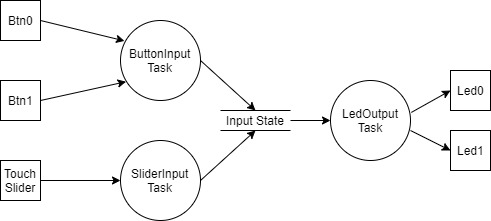 Btn0
ButtonInput
Task
Btn1
Input State
LedOutput
Task
Led0
Led1
Touch
Slider
SliderInput
Task